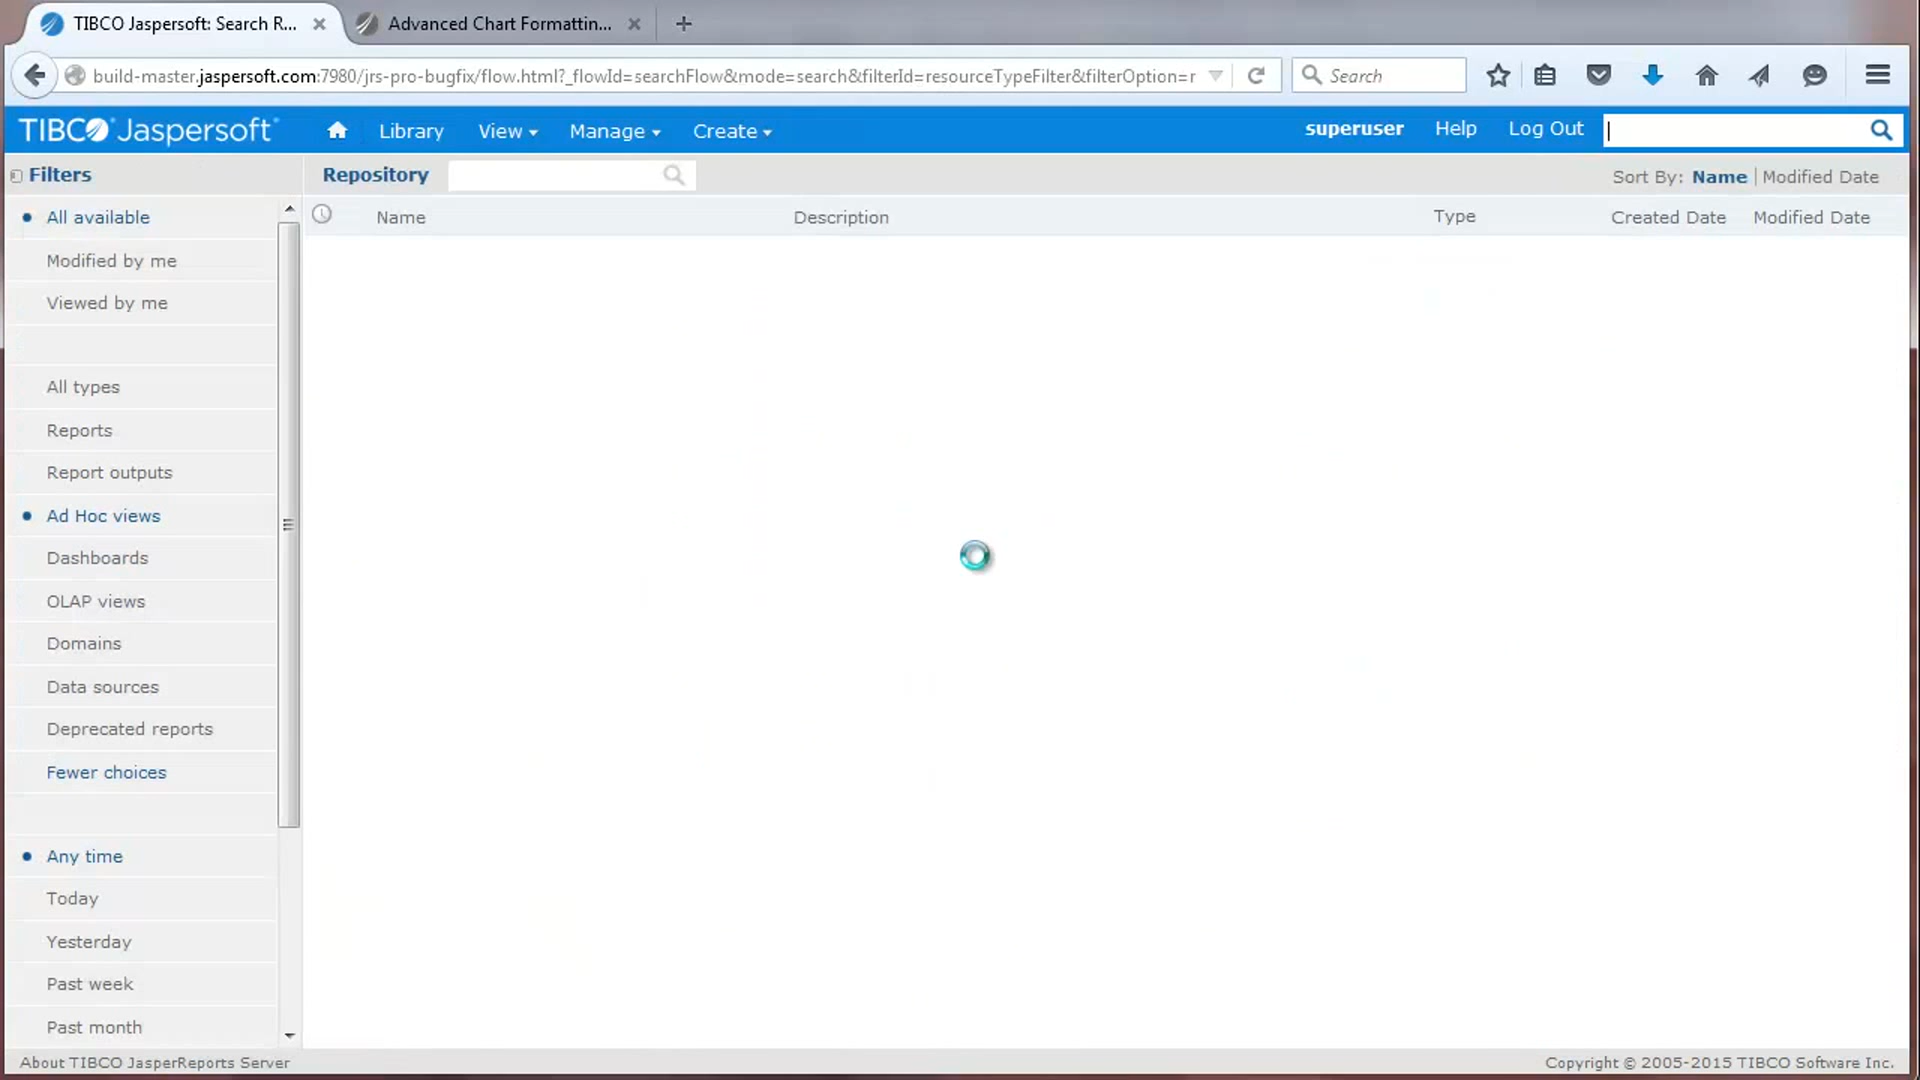 TIBCO Jaspersoft: Search R...
Advanced Chart Formattin...
build-master.jaspersoft.com:7980/jrs-pro-bugfix/flow.html?_flowId=searchFlow&mode=search&filterId=resourceTypeFilter&filterOption=r
Search
TIBCO Jaspersoft
Library
View
Manage
Create
superuser
Help
Log Out
Filters
Repository
Sort By: Name | Modified Date
Name
Description
Type
Created Date
Modified Date
All available
Modified by me
Viewed by me
All types
Reports
Report outputs
Ad Hoc views
Dashboards
OLAP views
Domains
Data sources
Deprecated reports
Fewer choices
Any time
Today
Yesterday
Past week
Past month
About TIBCO JasperReports Server
Copyright © 2005-2015 TIBCO Software Inc.